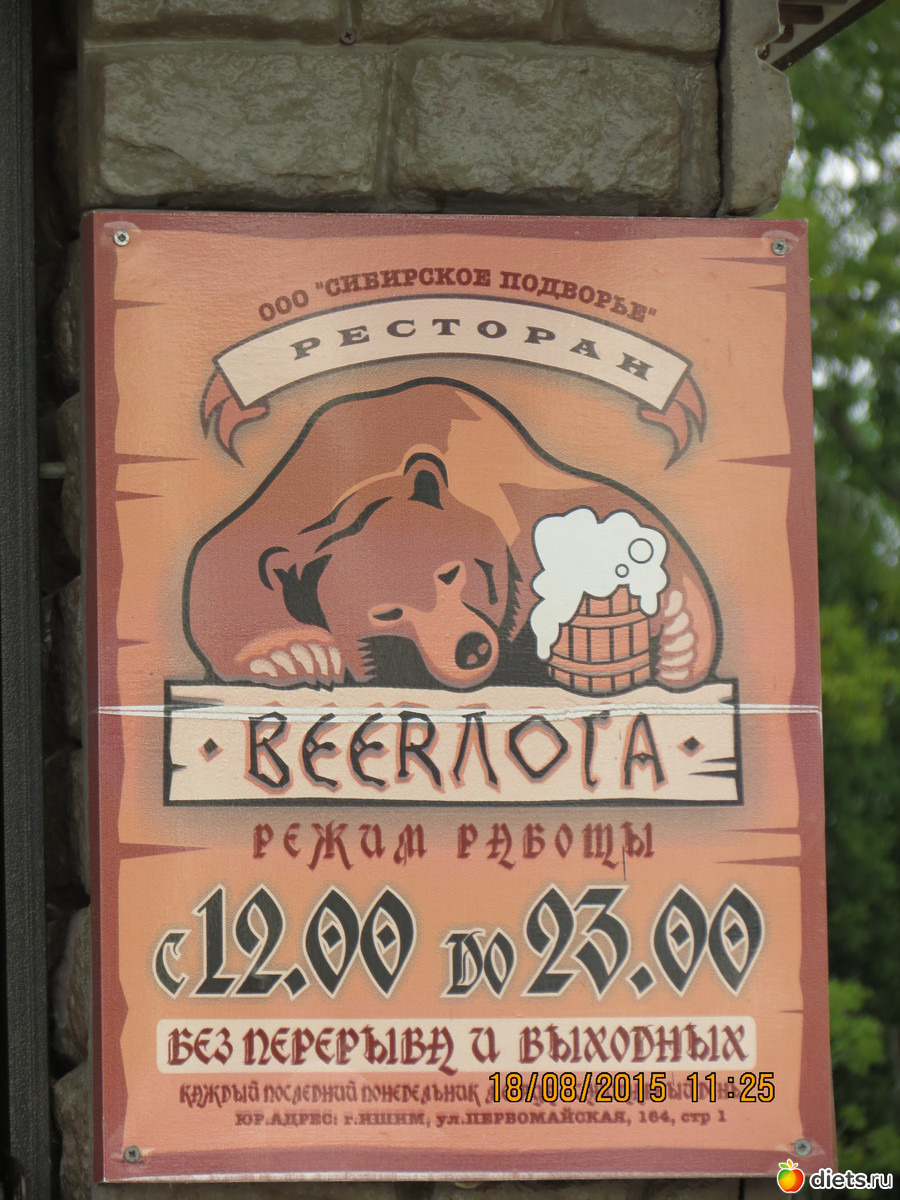 ООО "СИБИРСКОЕ ПОДВОРЬЕ"
РЕСТОРАН
·BEERЛОГА·
РЕЖИМ РАБОТЫ
с 12.00 до 23.00
БЕЗ ПЕРЕРЫВА И ВЫХОДНЫХ
КАЖДЫЙ ПОСЛЕДНИЙ ПОНЕДЕЛЬНИК
18/08/2015 11:25
ЮР.АДРЕС: г.ИШИМ, ул.ПЕРВОМАЙСКАЯ, 164, стр 1
diets.ru